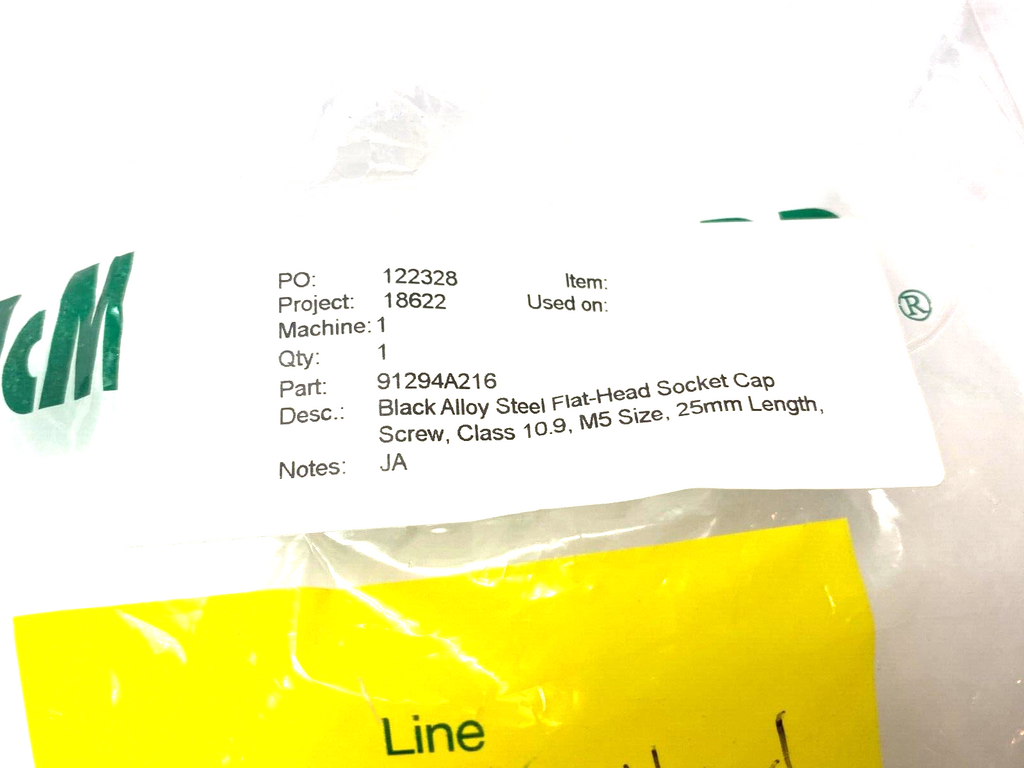 cM
®
PO: 122328 Item:
Project: 18622 Used on:
Machine: 1
Qty: 1
Part: 91294A216
Desc.: Black Alloy Steel Flat-Head Socket Cap
Screw, Class 10.9, M5 Size, 25mm Length,
Notes: JA
Line